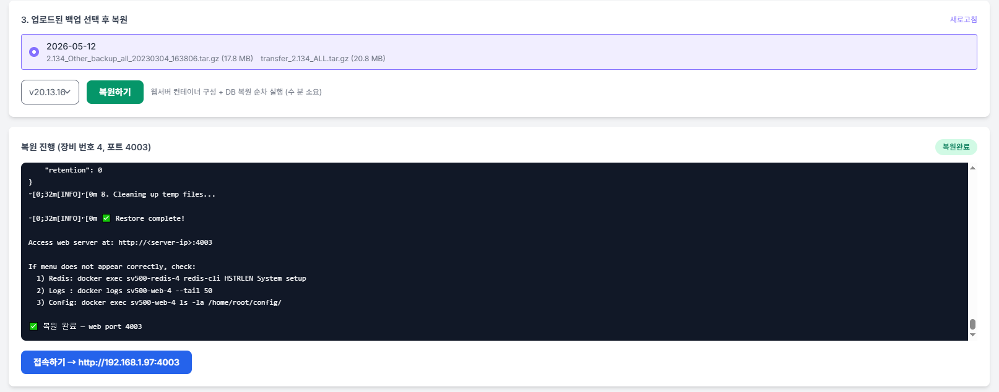 3. 업로드된 백업 선택 후 복원
새로고침
2026-05-12
2.134_Other_backup_all_20230304_163806.tar.gz (17.8 MB) transfer_2.134_ALL.tar.gz (20.8 MB)
v20.13.16
복원하기
웹서버 컨테이너 구성 + DB 복원 순차 실행 (수 분 소요)
복원 진행 (장비 번호 4, 포트 4003)
복원완료
"retention": 0
}
←[0;32m[INFO]←[0m 8. Cleaning up temp files...
←[0;32m[INFO]←[0m ✅ Restore complete!
Access web server at: http://<server-ip>:4003
If menu does not appear correctly, check:
1) Redis: docker exec sv500-redis-4 redis-cli HSTRLEN System setup
2) Logs : docker logs sv500-web-4 --tail 50
3) Config: docker exec sv500-web-4 ls -la /home/root/config/
✅ 복원 완료 — web port 4003
접속하기 → http://192.168.1.97:4003